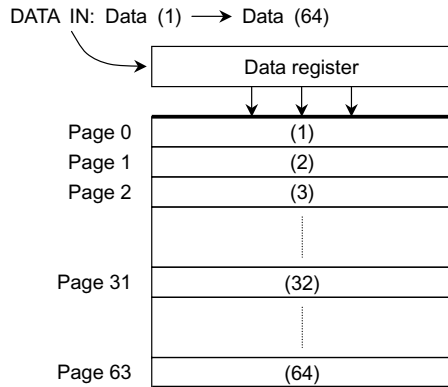 DATA IN: Data (1) → Data (64)
Data register
Page 0 (1)
Page 1 (2)
Page 2 (3)
Page 31 (32)
Page 63 (64)